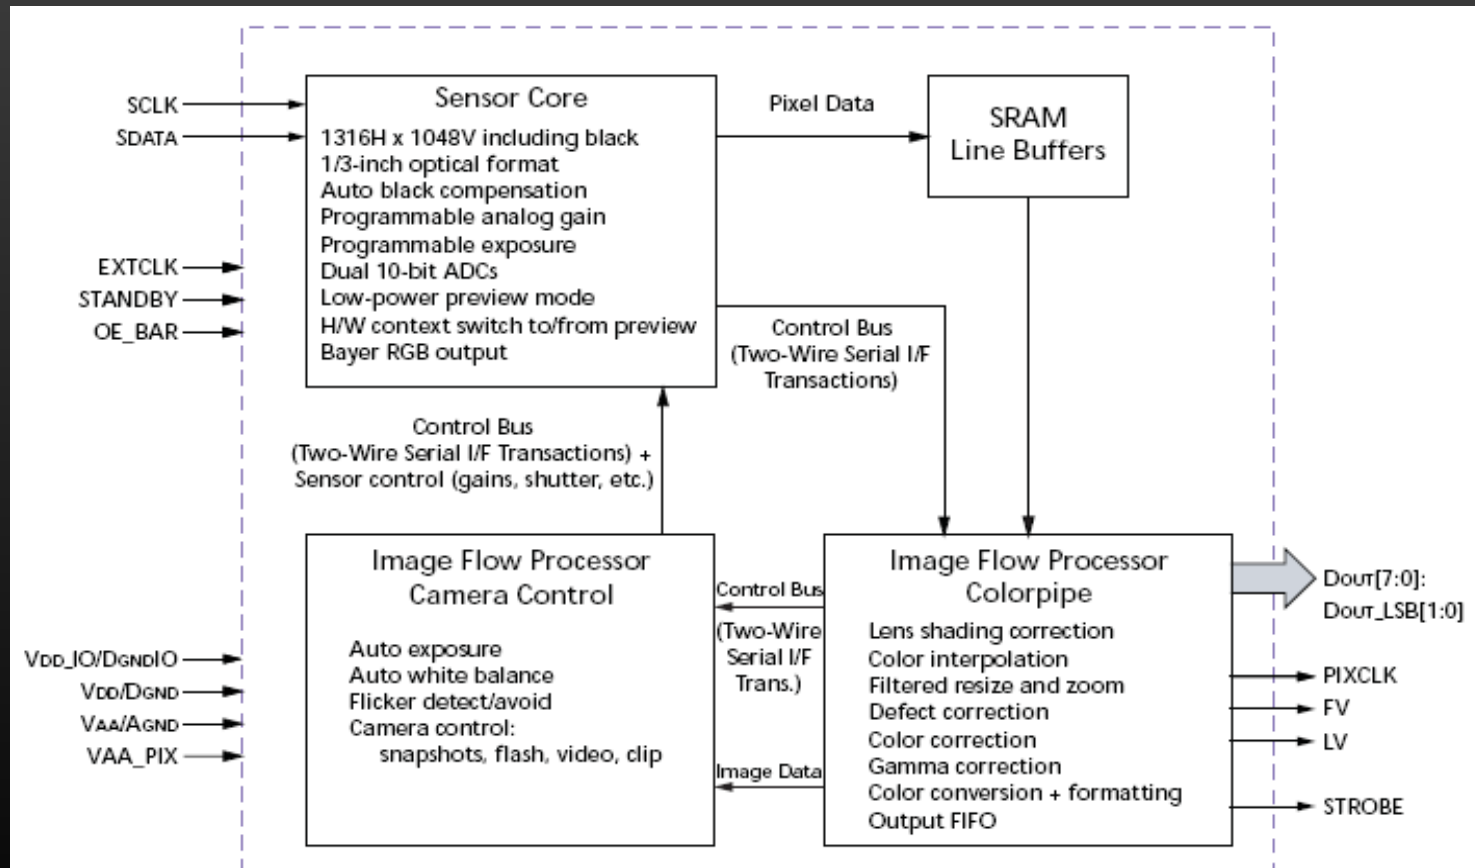 SCLK
SDATA
EXTCLK
STANDBY
OE_BAR
VDD_IO/DGNDIO
VDD/DGND
VAA/AGND
VAA_PIX
Sensor Core
1316H x 1048V including black
1/3-inch optical format
Auto black compensation
Programmable analog gain
Programmable exposure
Dual 10-bit ADCs
Low-power preview mode
H/W context switch to/from preview
Bayer RGB output
Pixel Data
SRAM
Line Buffers
Control Bus
(Two-Wire Serial I/F
Transactions)
Control Bus
(Two-Wire Serial I/F Transactions) +
Sensor control (gains, shutter, etc.)
Image Flow Processor
Camera Control
Auto exposure
Auto white balance
Flicker detect/avoid
Camera control:
snapshots, flash, video, clip
Control Bus
(Two-Wire
Serial I/F
Trans.)
Image Data
Image Flow Processor
Colorpipe
Lens shading correction
Color interpolation
Filtered resize and zoom
Defect correction
Color correction
Gamma correction
Color conversion + formatting
Output FIFO
DOUT[7:0]:
DOUT_LSB[1:0]
PIXCLK
FV
LV
STROBE